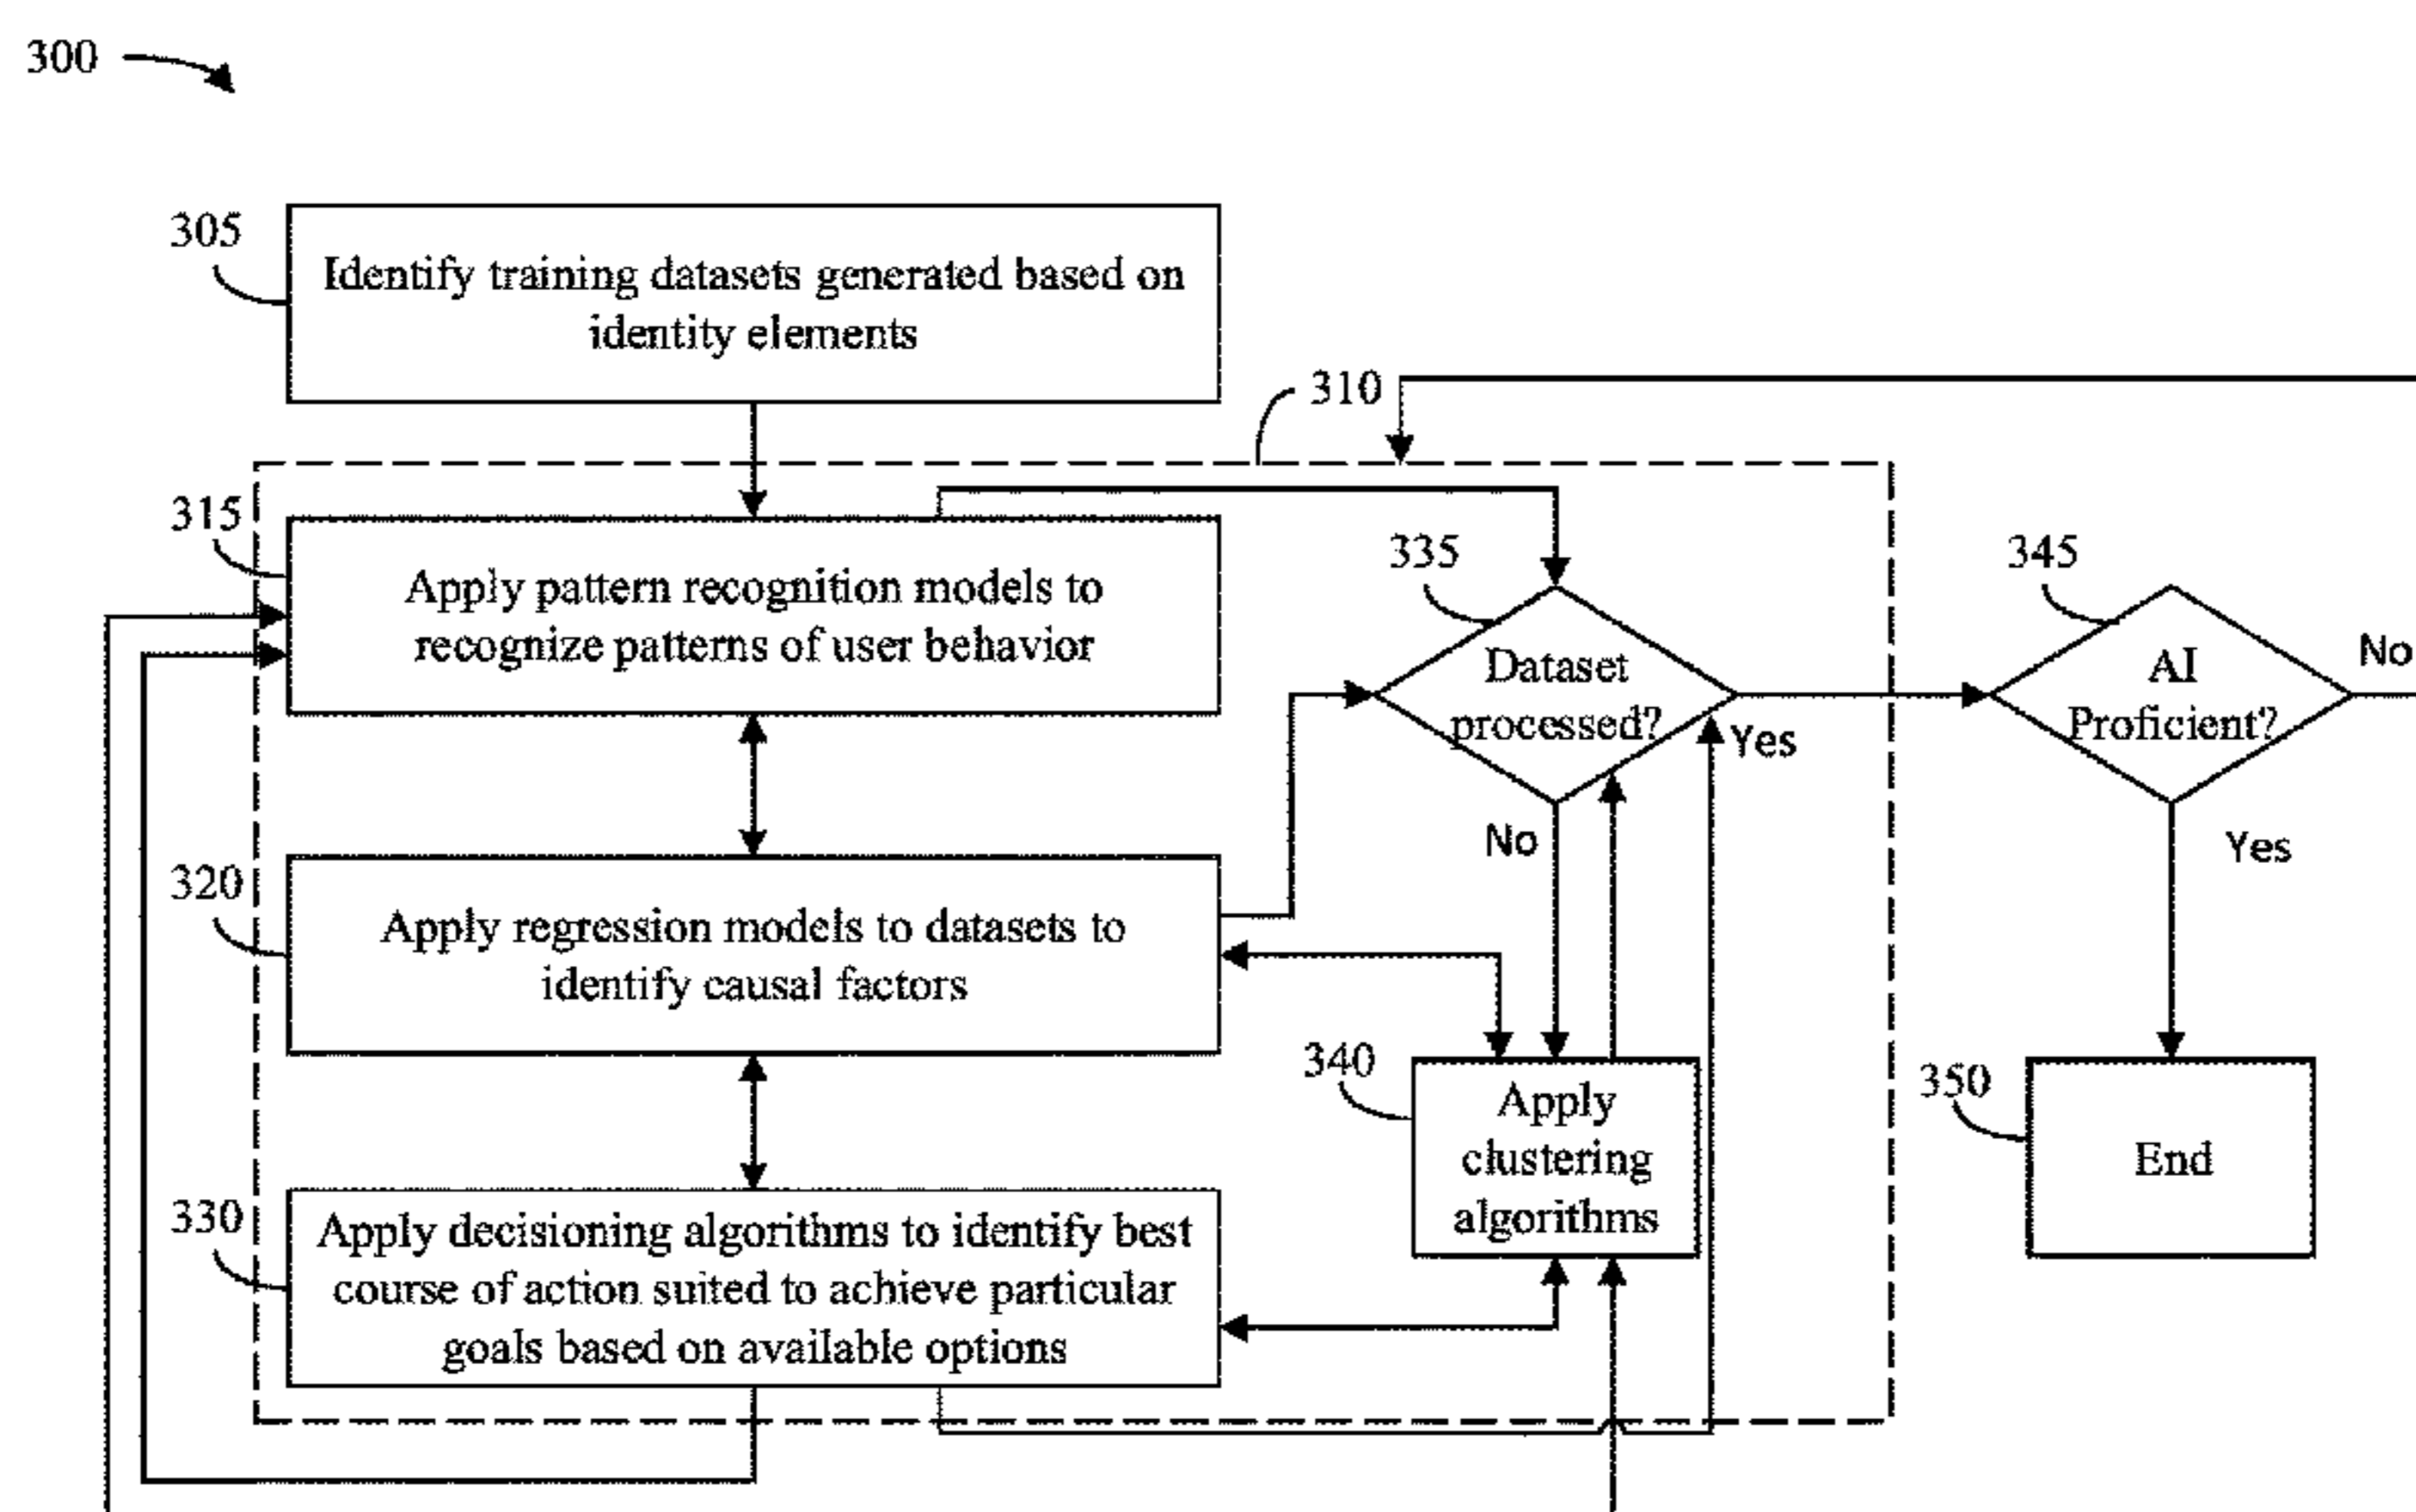 300
305
Identify training datasets generated based on
identity elements
310
315
Apply pattern recognition models to
recognize patterns of user behavior
335
Dataset
processed?
Yes
No
345
AI
Proficient?
No
Yes
320
Apply regression models to datasets to
identify causal factors
340
Apply
clustering
algorithms
350
End
330
Apply decisioning algorithms to identify best
course of action suited to achieve particular
goals based on available options